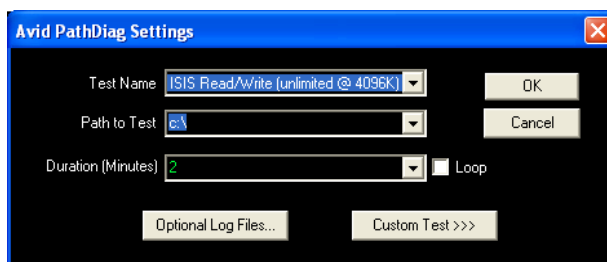 Avid PathDiag Settings
Test Name ISIS Read/Write (unlimited @ 4096K) OK
Path to Test c:\ Cancel
Duration (Minutes) 2 Loop
Optional Log Files... Custom Test >>>